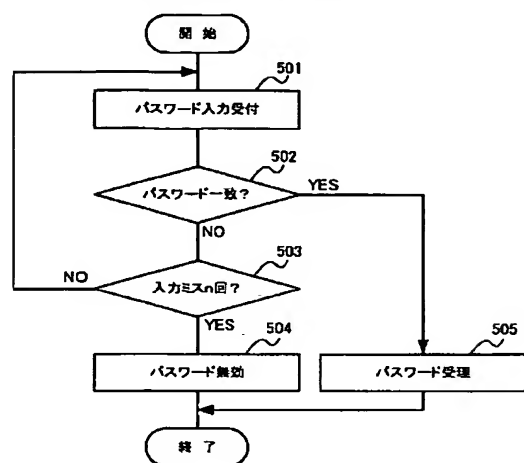 開 始
501
パスワード入力受付
502
パスワード一致?
YES
NO
503
入力ミスn回?
NO
YES
504
パスワード無効
505
パスワード受理
終 了